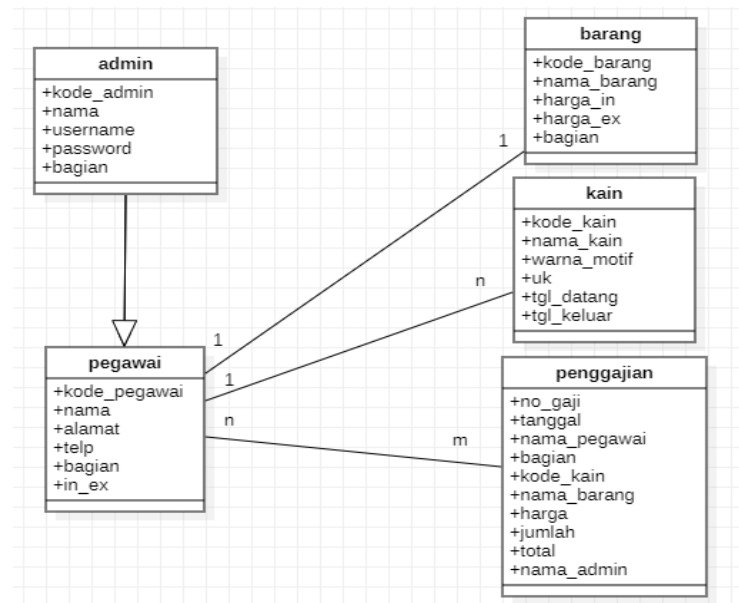 admin
+kode_admin
+nama
+username
+password
+bagian
barang
+kode_barang
+nama_barang
+harga_in
+harga_ex
+bagian
1
kain
+kode_kain
+nama_kain
+warna_motif
+uk
+tgl_datang
+tgl_keluar
n
1
1
pegawai
+kode_pegawai
+nama
+alamat
+telp
+bagian
+in_ex
n
m
penggajian
+no_gaji
+tanggal
+nama_pegawai
+bagian
+kode_kain
+nama_barang
+harga
+jumlah
+total
+nama_admin